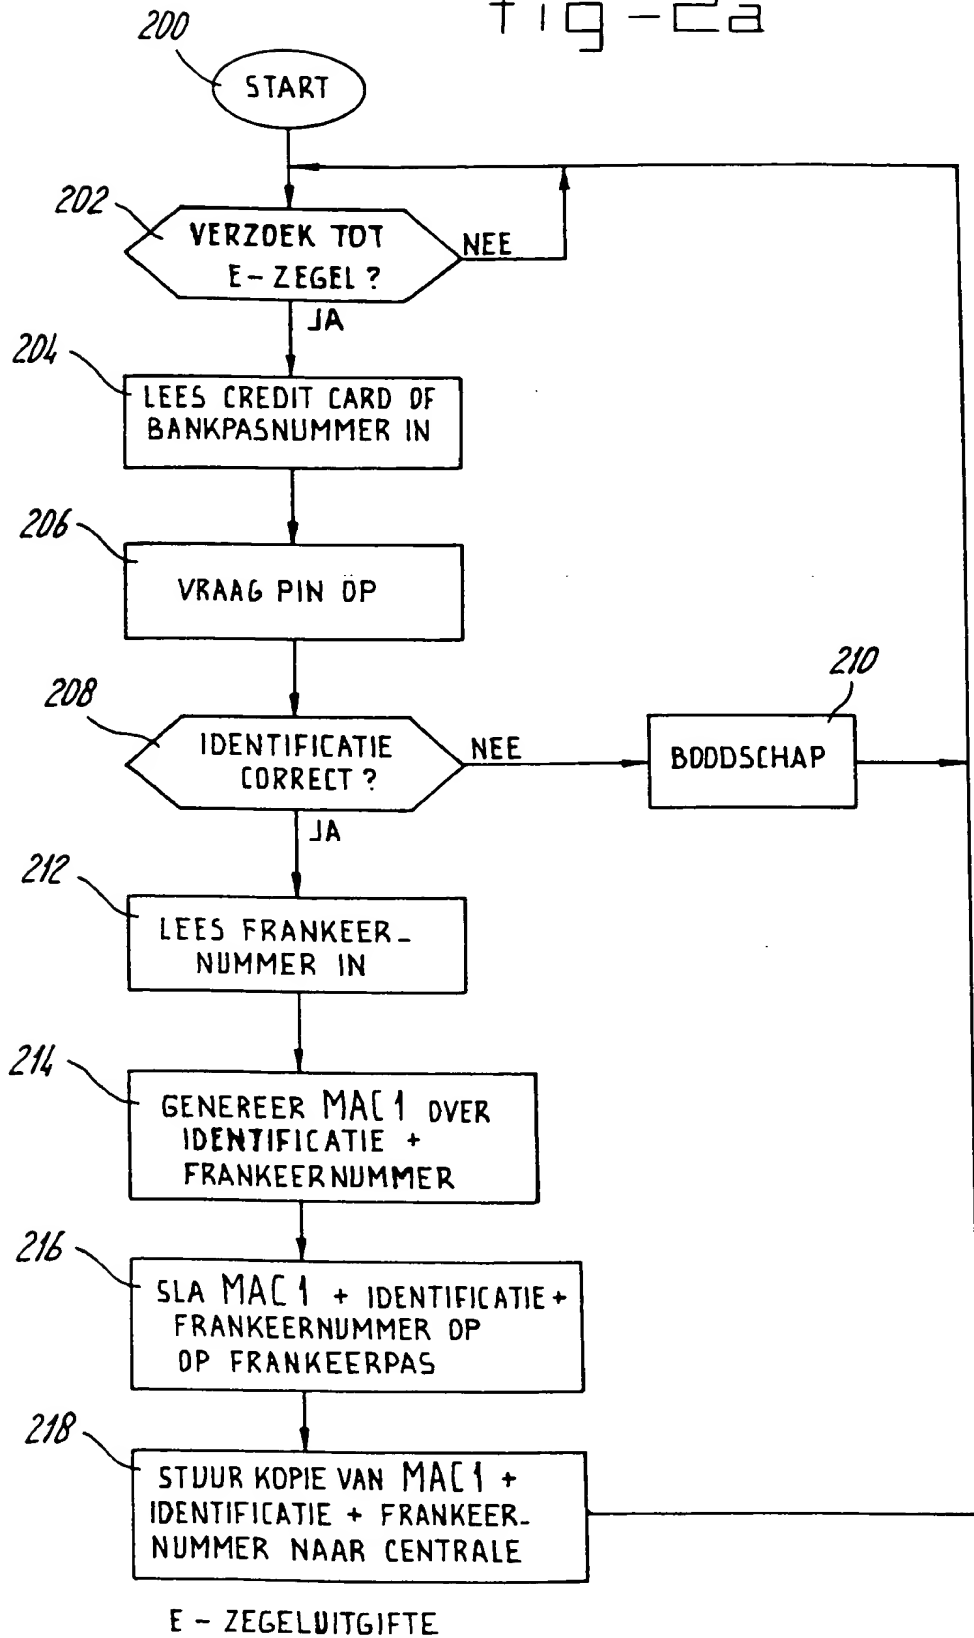 fig-2a
200
START
202
VERZOEK TOT
E-ZEGEL?
NEE
JA
204
LEES CREDIT CARD OF
BANKPASNUMMER IN
206
VRAAG PIN OP
208
IDENTIFICATIE
CORRECT?
NEE
210
BOODSCHAP
JA
212
LEES FRANKEER-
NUMMER IN
214
GENEREER MAC1 OVER
IDENTIFICATIE +
FRANKEERNUMMER
216
SLA MAC1 + IDENTIFICATIE+
FRANKEERNUMMER OP
OP FRANKEERPAS
218
STUUR KOPIE VAN MAC1 +
IDENTIFICATIE + FRANKEER-
NUMMER NAAR CENTRALE
E - ZEGELUITGIFTE